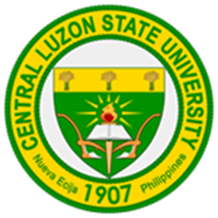 CENTRAL LUZON STATE UNIVERSITY
Nueva Ecija
1907
Philippines